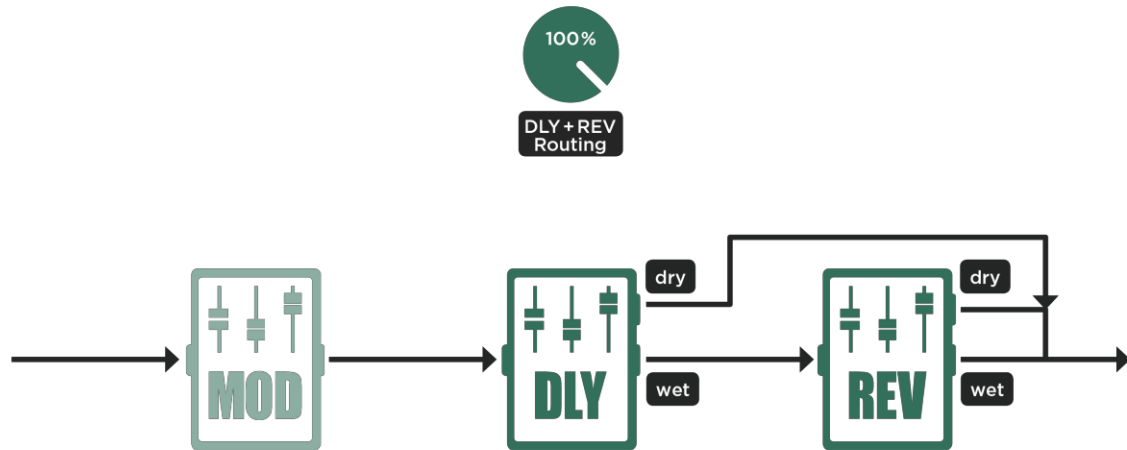 100%
DLY + REV
Routing
dry
dry
MOD
DLY
REV
wet
wet